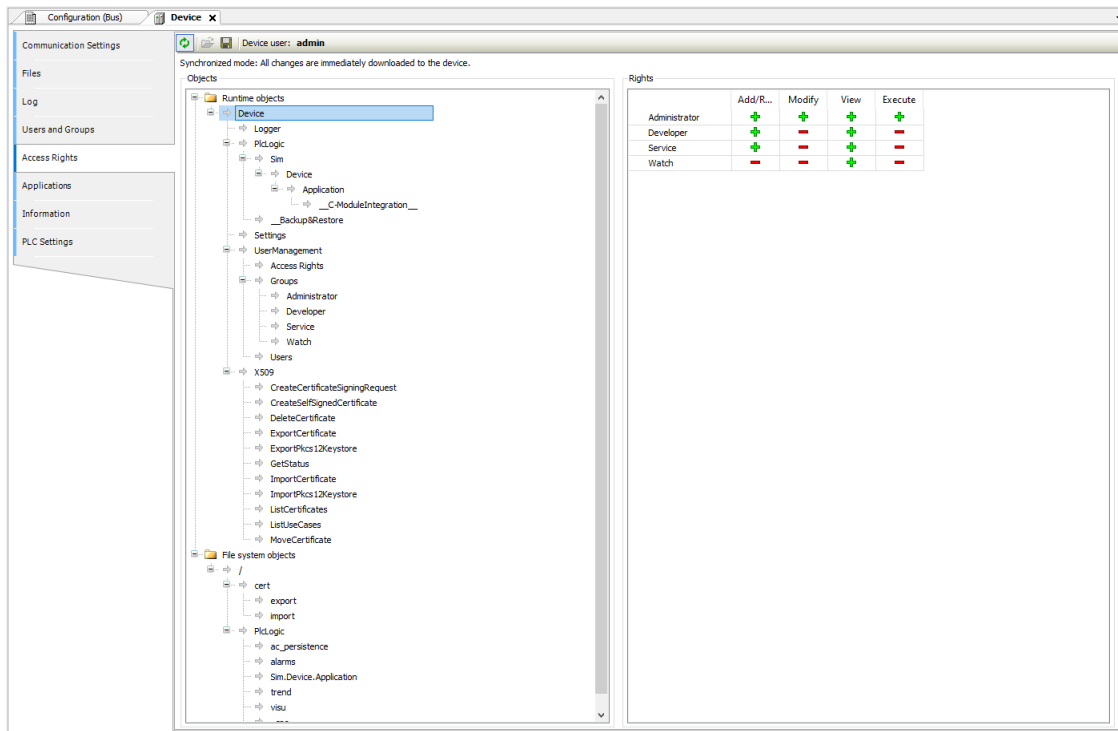 Configuration (Bus)
Device
Communication Settings
Files
Log
Users and Groups
Access Rights
Applications
Information
PLC Settings
Device user: admin
Synchronized mode: All changes are immediately downloaded to the device.
Objects
Runtime objects
Device
Logger
PlcLogic
Sim
Device
Application
__C-ModuleIntegration__
__Backup&Restore
Settings
UserManagement
Access Rights
Groups
Administrator
Developer
Service
Watch
Users
X509
CreateCertificateSigningRequest
CreateSelfSignedCertificate
DeleteCertificate
ExportCertificate
ExportPkcs12Keystore
GetStatus
ImportCertificate
ImportPkcs12Keystore
ListCertificates
ListUseCases
MoveCertificate
File system objects
/
cert
export
import
PlcLogic
ac_persistence
alarms
Sim.Device.Application
trend
visu
Rights
Add/R... Modify View Execute
Administrator
Developer
Service
Watch